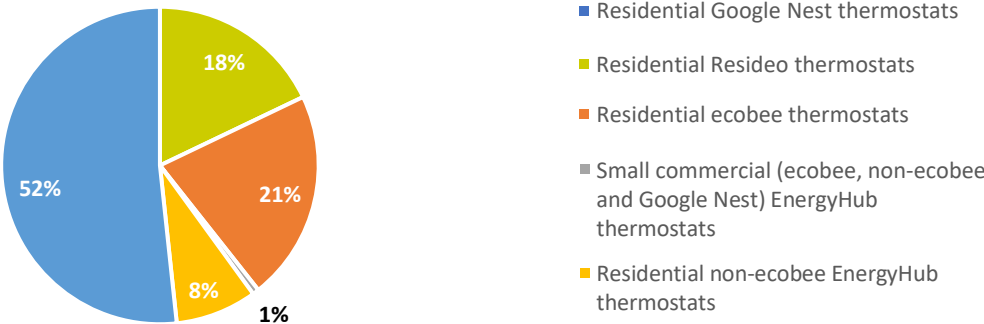 18%
21%
1%
8%
52%
Residential Google Nest thermostats
Residential Resideo thermostats
Residential ecobee thermostats
Small commercial (ecobee, non-ecobee
and Google Nest) EnergyHub
thermostats
Residential non-ecobee EnergyHub
thermostats